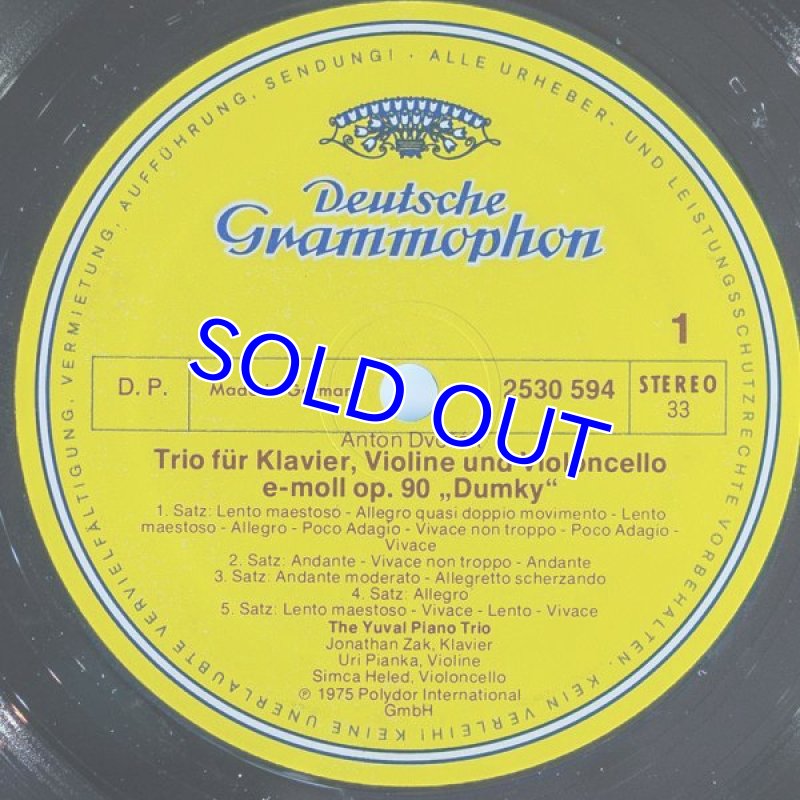 ALLE URHEBER- UND LEISTUNGSSCHUTZRECHTE VORBEHALTEN. KEIN VERLEIH! KEINE UNERLAUBTE VERVIELFÄLTIGUNG, VERMIETUNG, AUFFÜHRUNG, SENDUNG! ·
Deutsche
Grammophon
1
D. P.
2530 594
STEREO
33
SOLD OUT
Anton
Trio für Klavier, Violine und Violoncello
e-moll op. 90 „Dumky“
1. Satz: Lento maestoso - Allegro quasi doppio movimento - Lento
maestoso - Allegro - Poco Adagio - Vivace non troppo - Poco Adagio -
Vivace
2. Satz: Andante - Vivace non troppo - Andante
3. Satz: Andante moderato - Allegretto scherzando
4. Satz: Allegro
5. Satz: Lento maestoso - Vivace - Lento - Vivace
The Yuval Piano Trio
Jonathan Zak, Klavier
Uri Pianka, Violine
Simca Heled, Violoncello
℗ 1975 Polydor International
GmbH